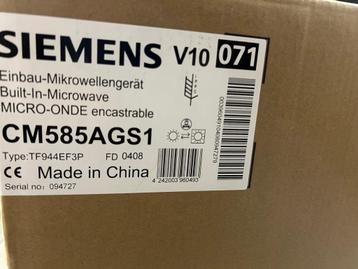 SIEMENS V10 071
Einbau-Mikrowellengerät
Built-In-Microwave
MICRO-ONDE encastrable
CM585AGS1
Type:TF944EF3P FD 0408
CE Made in China
Serial no: 094727
4 242003 960493